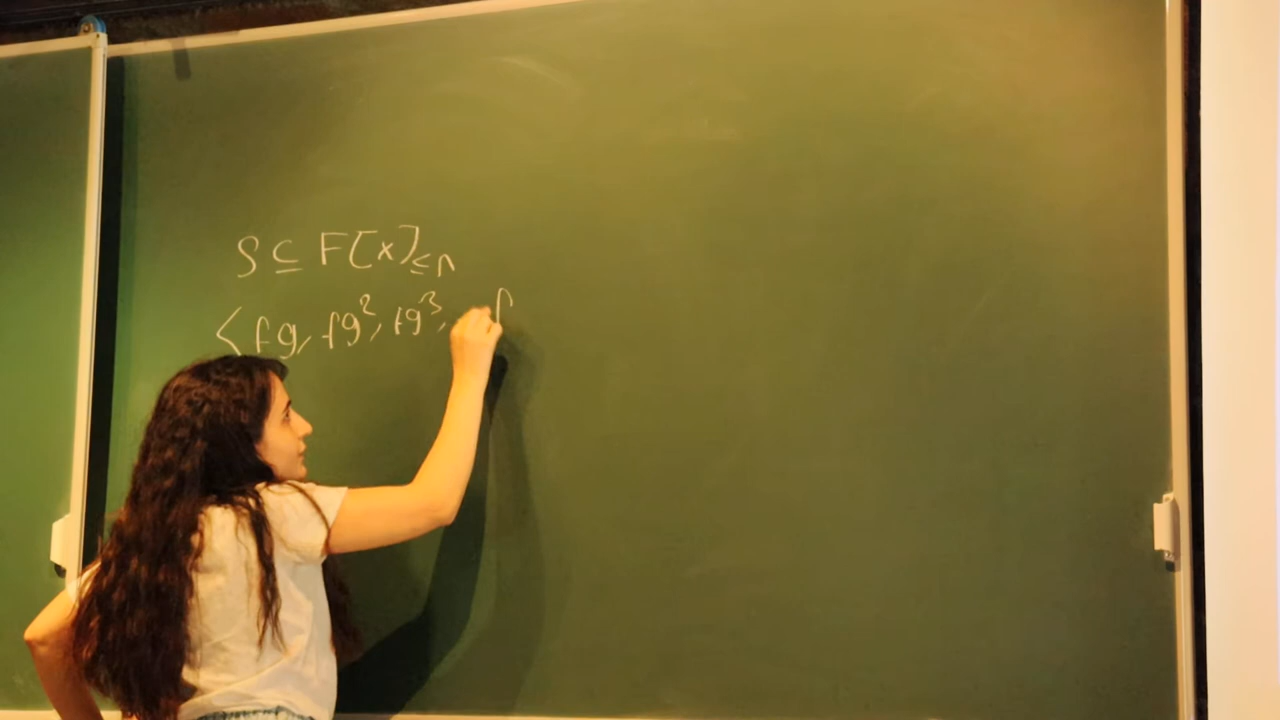 S ⊆ F[x]≤n
⟨fg, fg², fg³, f